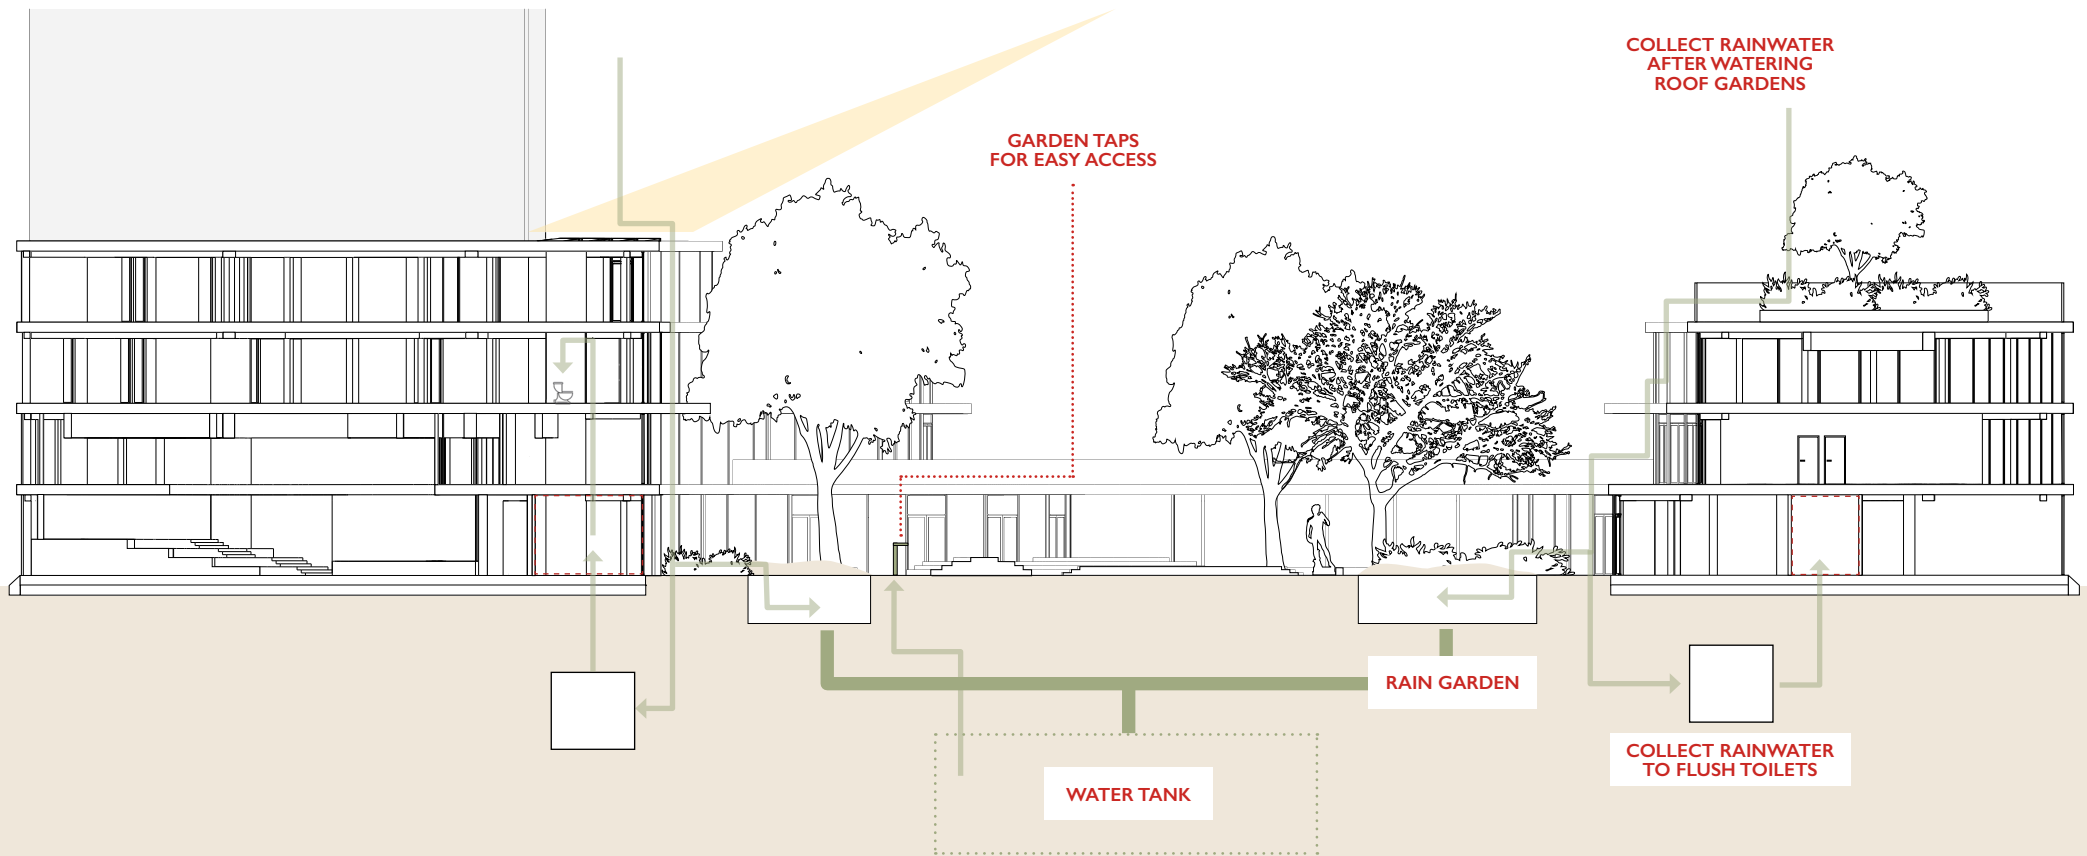 COLLECT RAINWATER
AFTER WATERING
ROOF GARDENS
GARDEN TAPS
FOR EASY ACCESS
RAIN GARDEN
COLLECT RAINWATER
TO FLUSH TOILETS
WATER TANK